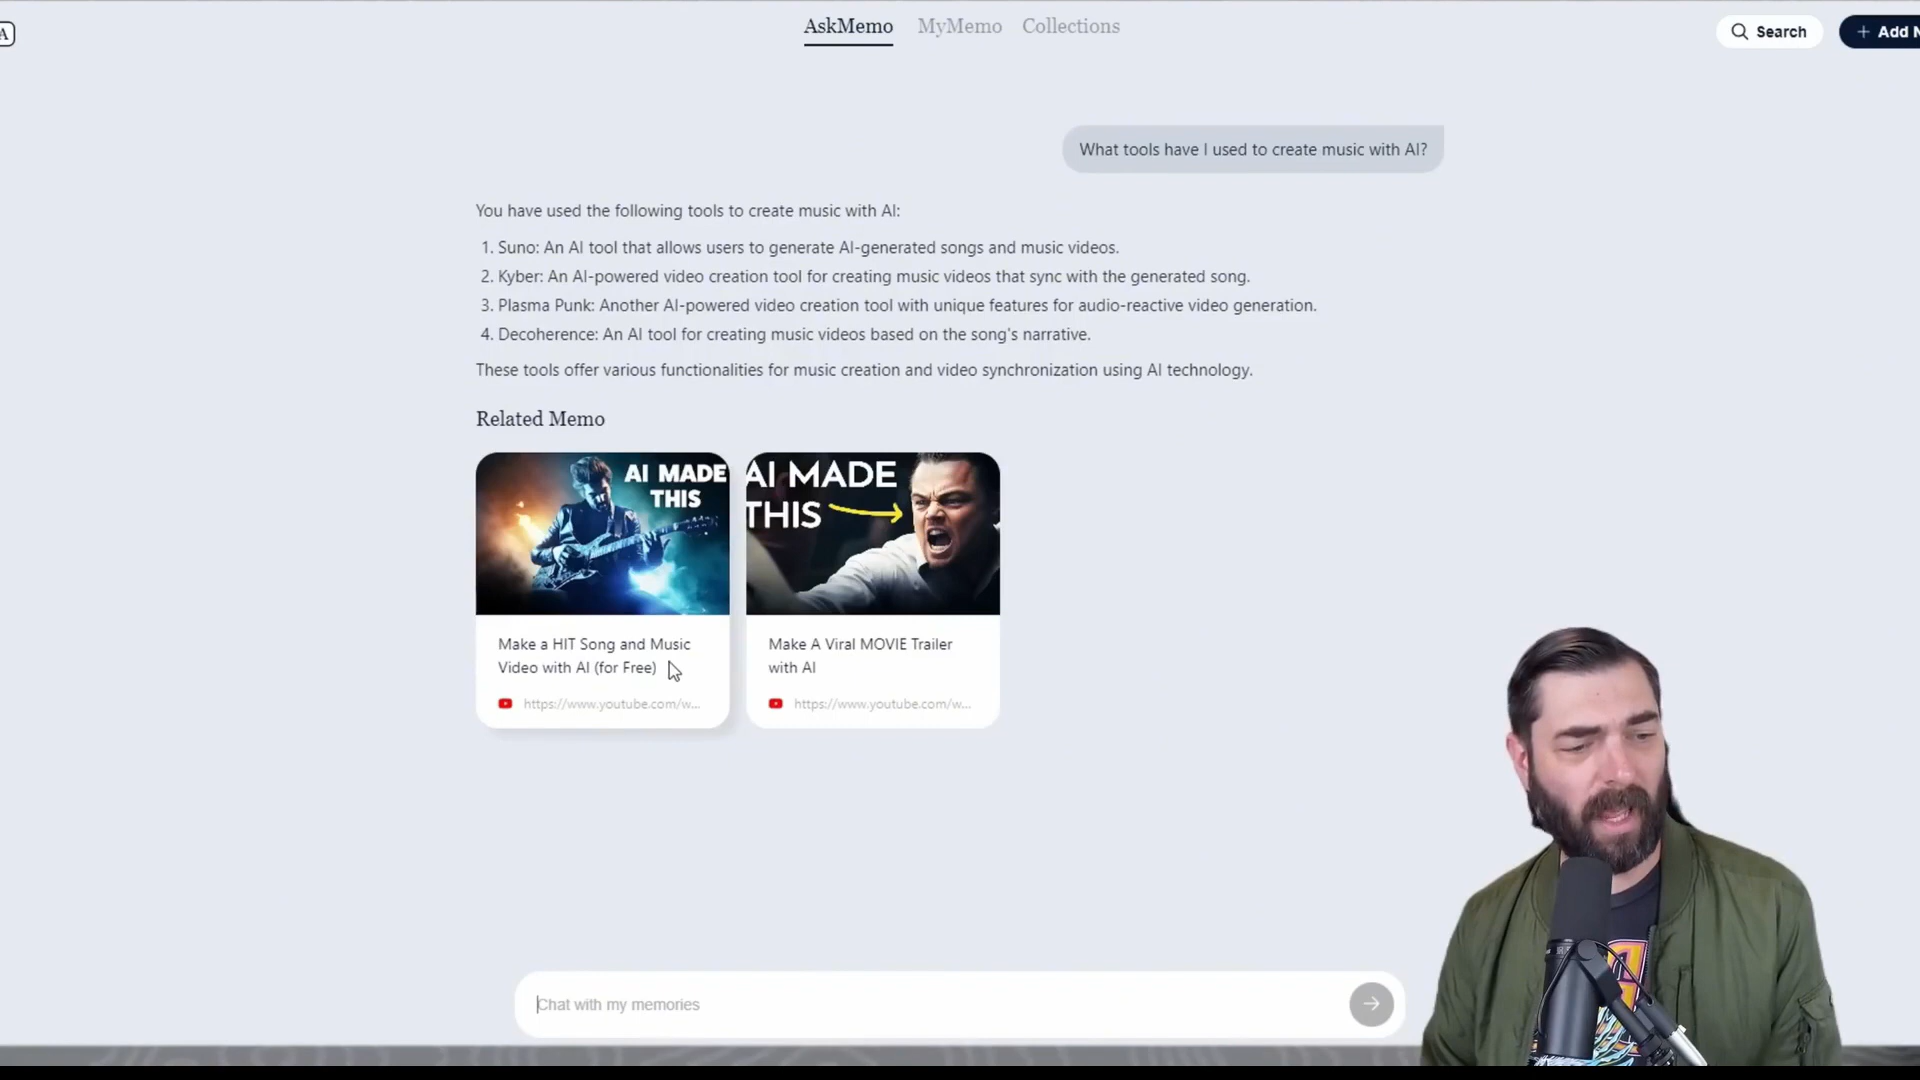 A
AskMemo MyMemo Collections
Search
+ Add
What tools have I used to create music with AI?
You have used the following tools to create music with AI:
1. Suno: An AI tool that allows users to generate AI-generated songs and music videos.
2. Kyber: An AI-powered video creation tool for creating music videos that sync with the generated song.
3. Plasma Punk: Another AI-powered video creation tool with unique features for audio-reactive video generation.
4. Decoherence: An AI tool for creating music videos based on the song's narrative.
These tools offer various functionalities for music creation and video synchronization using AI technology.
Related Memo
AI MADE
THIS
Make a HIT Song and Music
Video with AI (for Free)
https://www.youtube.com/w...
AI MADE
THIS
Make A Viral MOVIE Trailer
with AI
https://www.youtube.com/w...
Chat with my memories